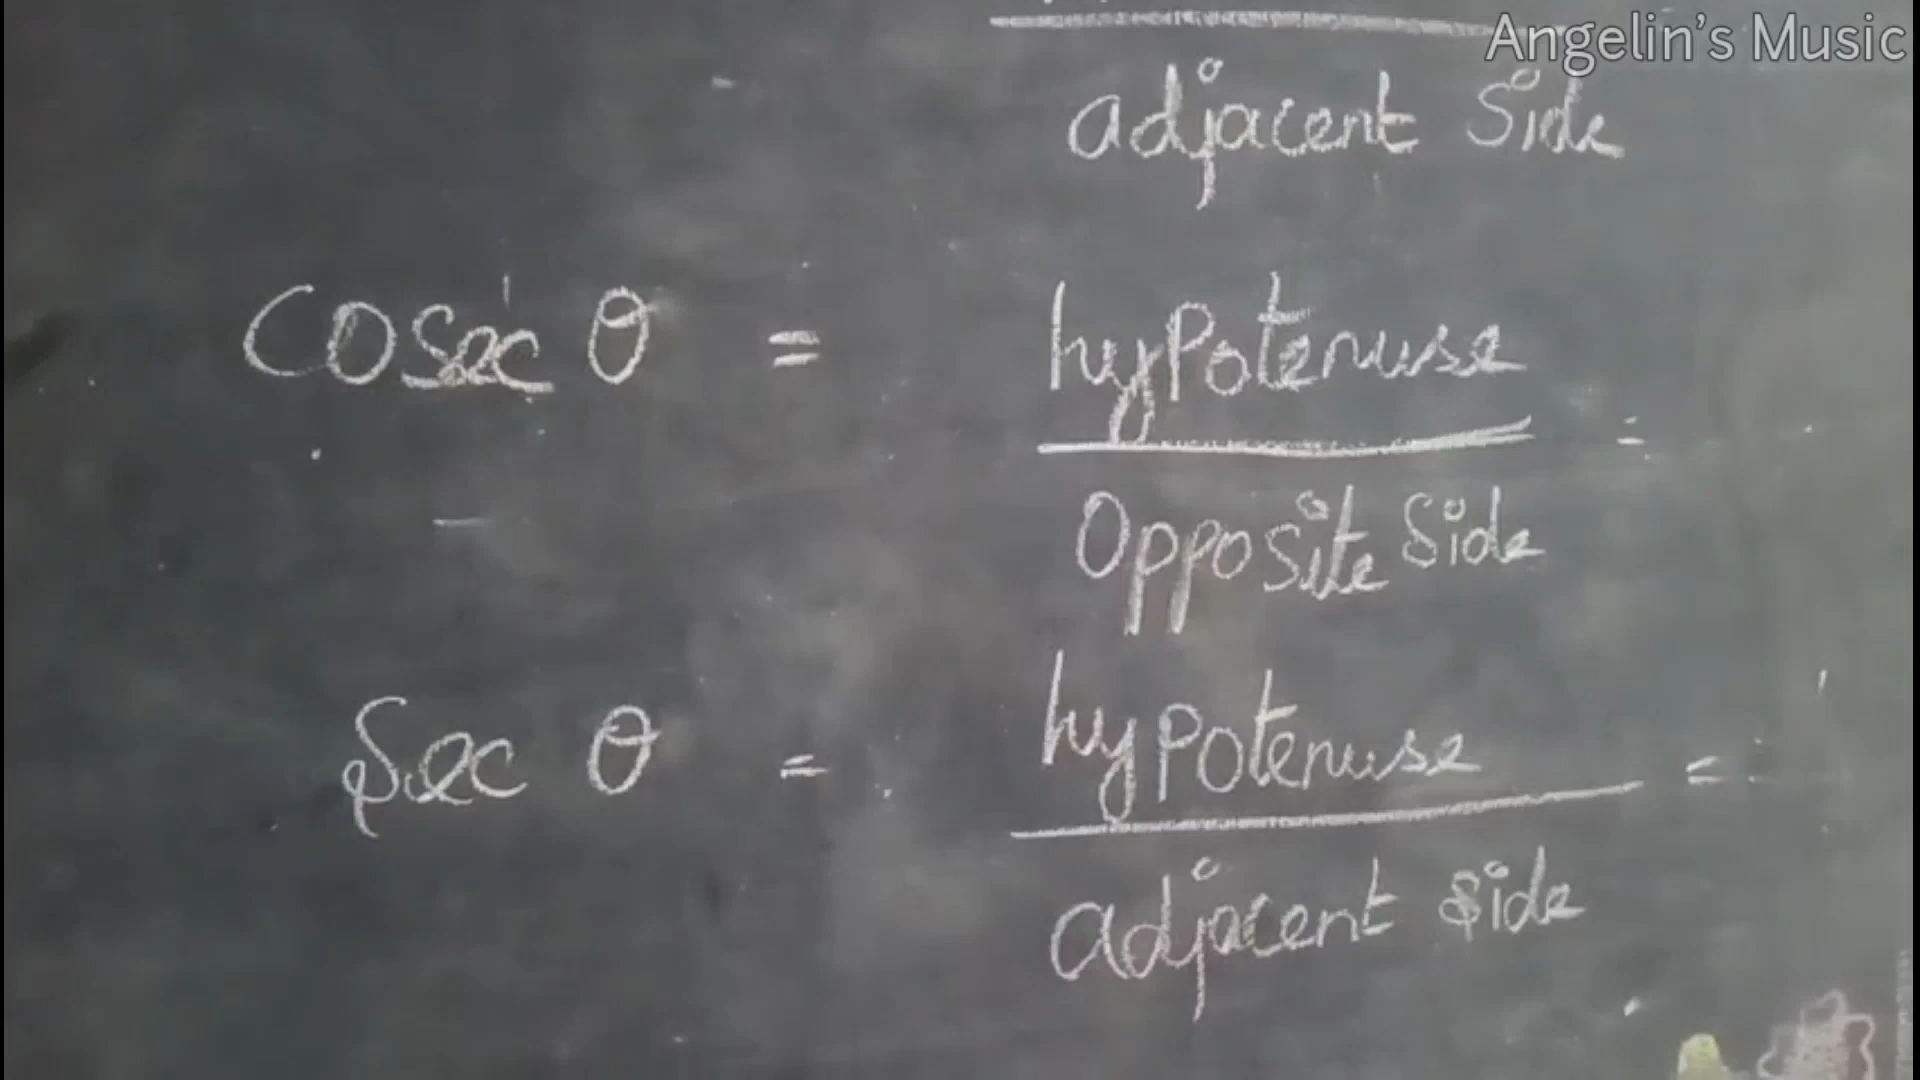 Angelin's Music
adjacent Side
Cosec θ = hypotenuse =
Opposite Side
Sec θ = hypotenuse =
adjacent side